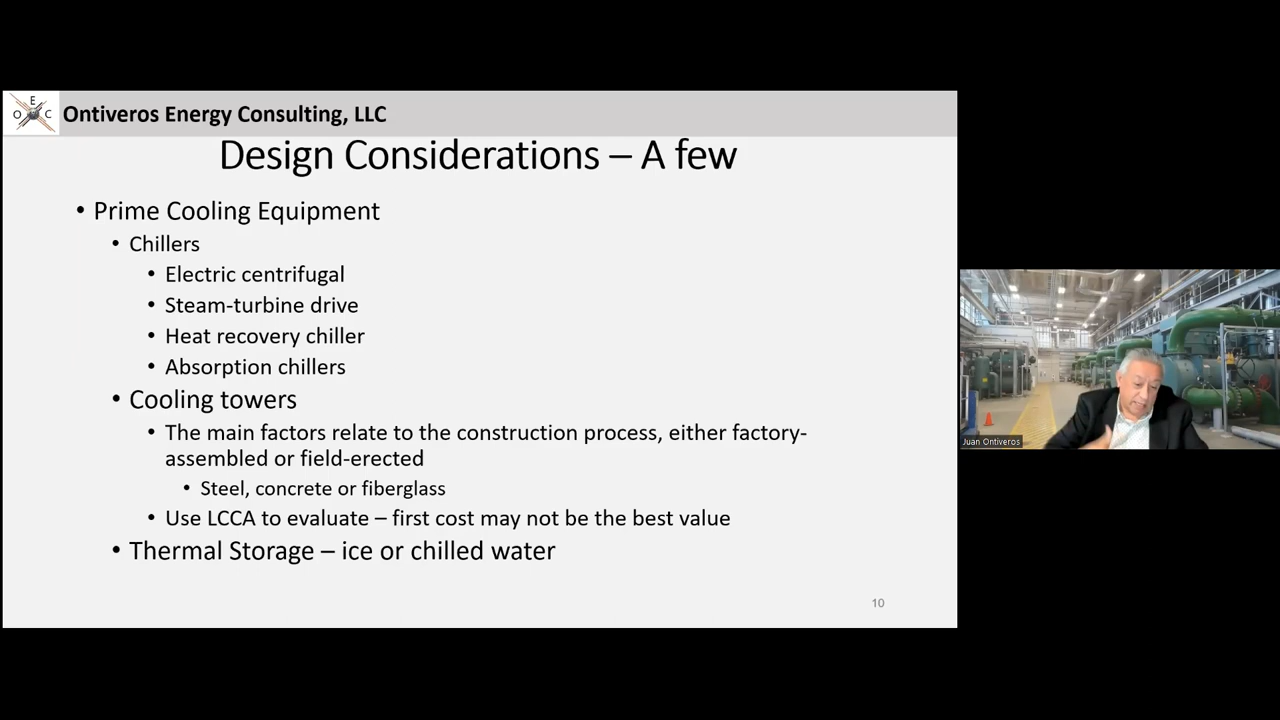 E
O C
Ontiveros Energy Consulting, LLC
Design Considerations – A few
• Prime Cooling Equipment
• Chillers
• Electric centrifugal
• Steam-turbine drive
• Heat recovery chiller
• Absorption chillers
• Cooling towers
• The main factors relate to the construction process, either factory-
assembled or field-erected
• Steel, concrete or fiberglass
• Use LCCA to evaluate – first cost may not be the best value
• Thermal Storage – ice or chilled water
10
Juan Ontiveros